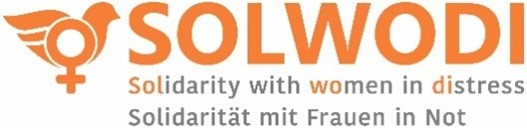 SOLWODI
Solidarity with women in distress
Solidarität mit Frauen in Not